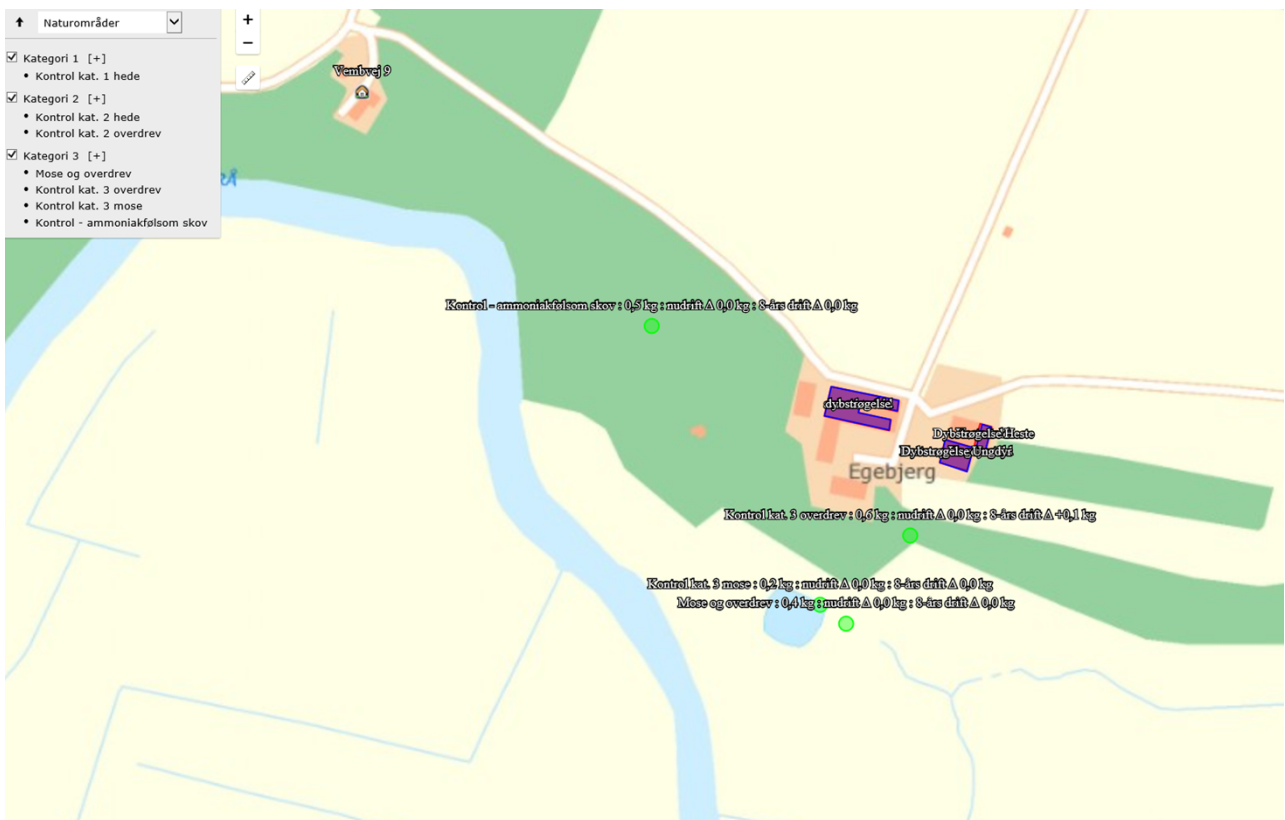 Naturområder
Kategori 1 [+]
Kontrol kat. 1 hede
Kategori 2 [+]
Kontrol kat. 2 hede
Kontrol kat. 2 overdrev
Kategori 3 [+]
Mose og overdrev
Kontrol kat. 3 overdrev
Kontrol kat. 3 mose
Kontrol - ammoniakfølsom skov
+
−
Vembvej 9
Å
Kontrol - ammoniakfølsom skov : 0,5 kg : nudrift Δ 0,0 kg : 8-års drift Δ 0,0 kg
dybstrøgelse
Dybstrøgelse Heste
Dybstrøgelse Ungdyr
Egebjerg
Kontrol kat. 3 overdrev : 0,6 kg : nudrift Δ 0,0 kg : 8-års drift Δ +0,1 kg
Kontrol kat. 3 mose : 0,2 kg : nudrift Δ 0,0 kg : 8-års drift Δ 0,0 kg
Mose og overdrev : 0,4 kg : nudrift Δ 0,0 kg : 8-års drift Δ 0,0 kg